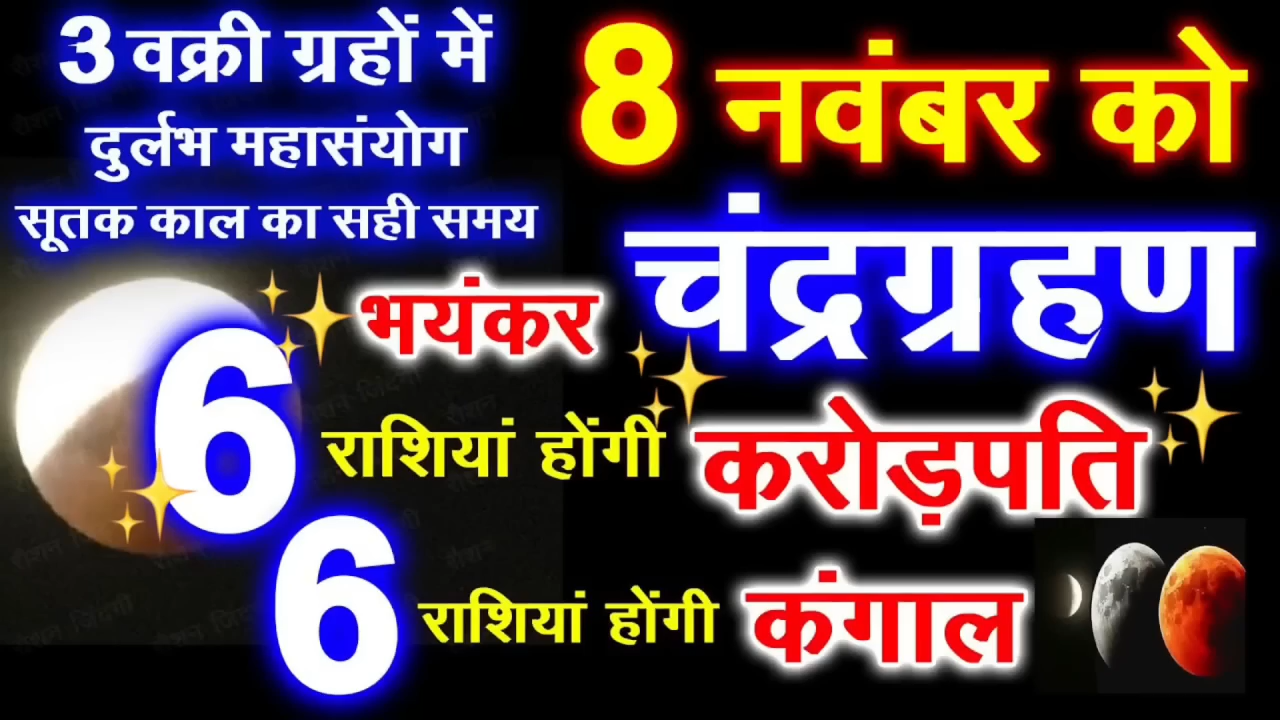 3 वक्री ग्रहों में
दुर्लभ महासंयोग
सूतक काल का सही समय
8 नवंबर को
भयंकर चंद्रग्रहण
6 राशियां होंगी करोड़पति
6 राशियां होंगी कंगाल